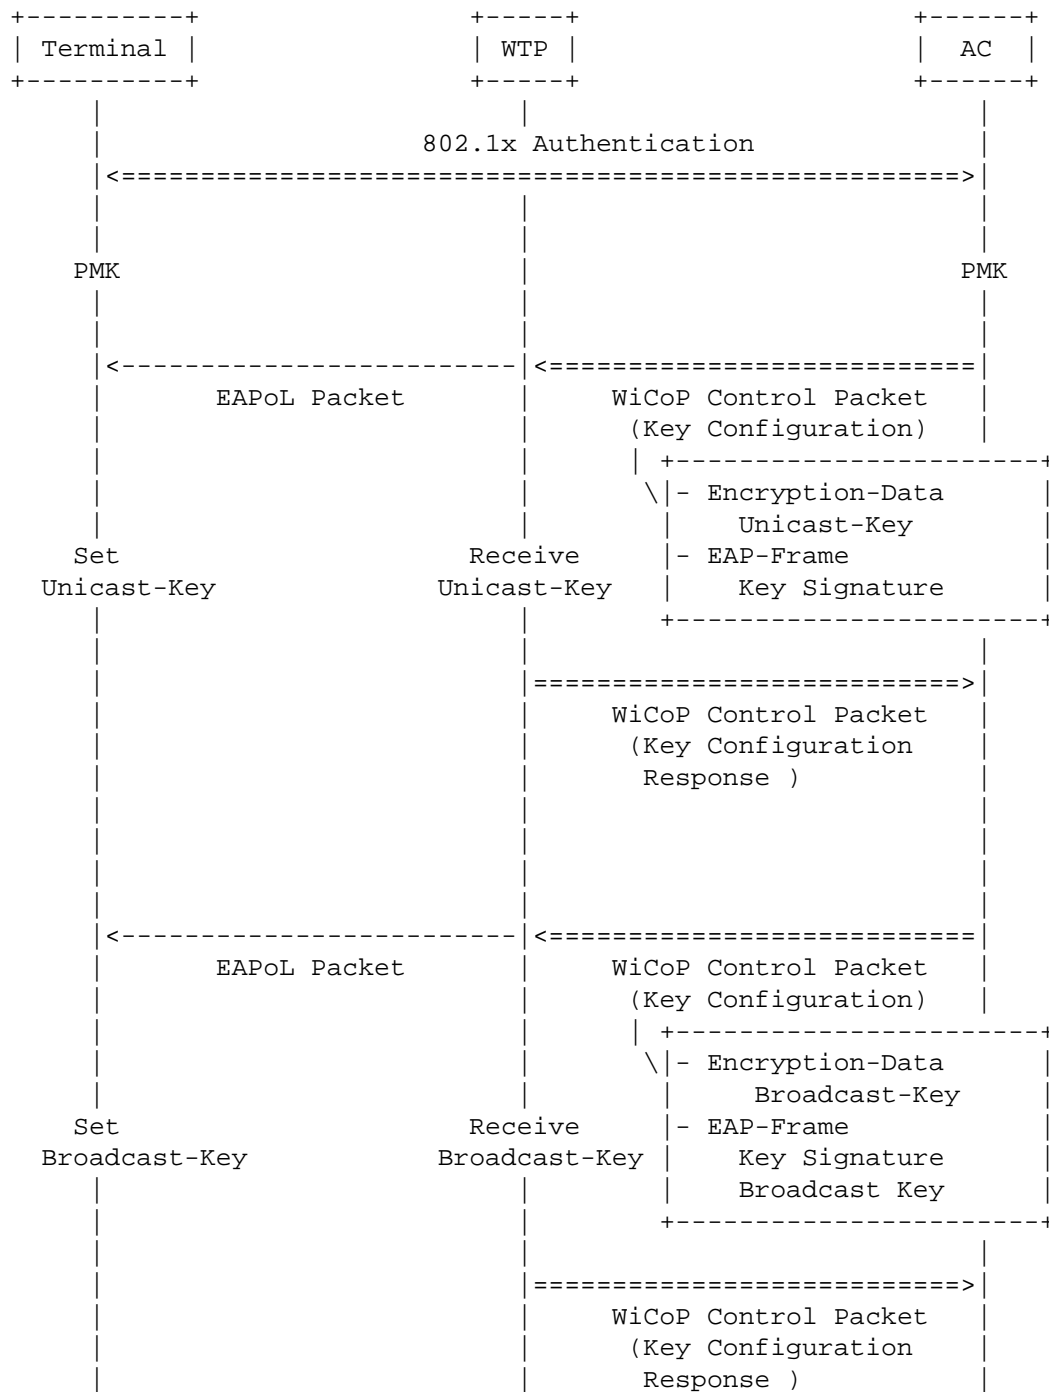 +----------+                 +-----+                     +------+
| Terminal |                 | WTP |                     |  AC  |
+----------+                 +-----+                     +------+
     |                          |                            |
     |                    802.1x Authentication              |
     |<=====================================================>|
     |                          |                            |
     |                          |                            |
    PMK                         |                           PMK
     |                          |                            |
     |                          |                            |
     |<-------------------------|<===========================|
     |       EAPoL Packet       |     WiCoP Control Packet   |
     |                          |      (Key Configuration)   |
     |                          |      | +-----------------------+
     |                          |       \|- Encryption-Data      |
     |                          |        |    Unicast-Key        |
    Set                      Receive     |- EAP-Frame            |
  Unicast-Key              Unicast-Key   |    Key Signature      |
     |                          |        +-----------------------+
     |                          |                            |
     |                          |===========================>|
     |                          |     WiCoP Control Packet   |
     |                          |      (Key Configuration    |
     |                          |       Response )           |
     |                          |                            |
     |                          |                            |
     |                          |                            |
     |                          |                            |
     |<-------------------------|<===========================|
     |       EAPoL Packet       |     WiCoP Control Packet   |
     |                          |      (Key Configuration)   |
     |                          |      | +-----------------------+
     |                          |       \|- Encryption-Data      |
     |                          |        |     Broadcast-Key     |
    Set                      Receive     |- EAP-Frame            |
  Broadcast-Key            Broadcast-Key |    Key Signature      |
     |                          |        |    Broadcast Key      |
     |                          |        +-----------------------+
     |                          |                            |
     |                          |===========================>|
     |                          |     WiCoP Control Packet   |
     |                          |      (Key Configuration    |
     |                          |       Response )           |